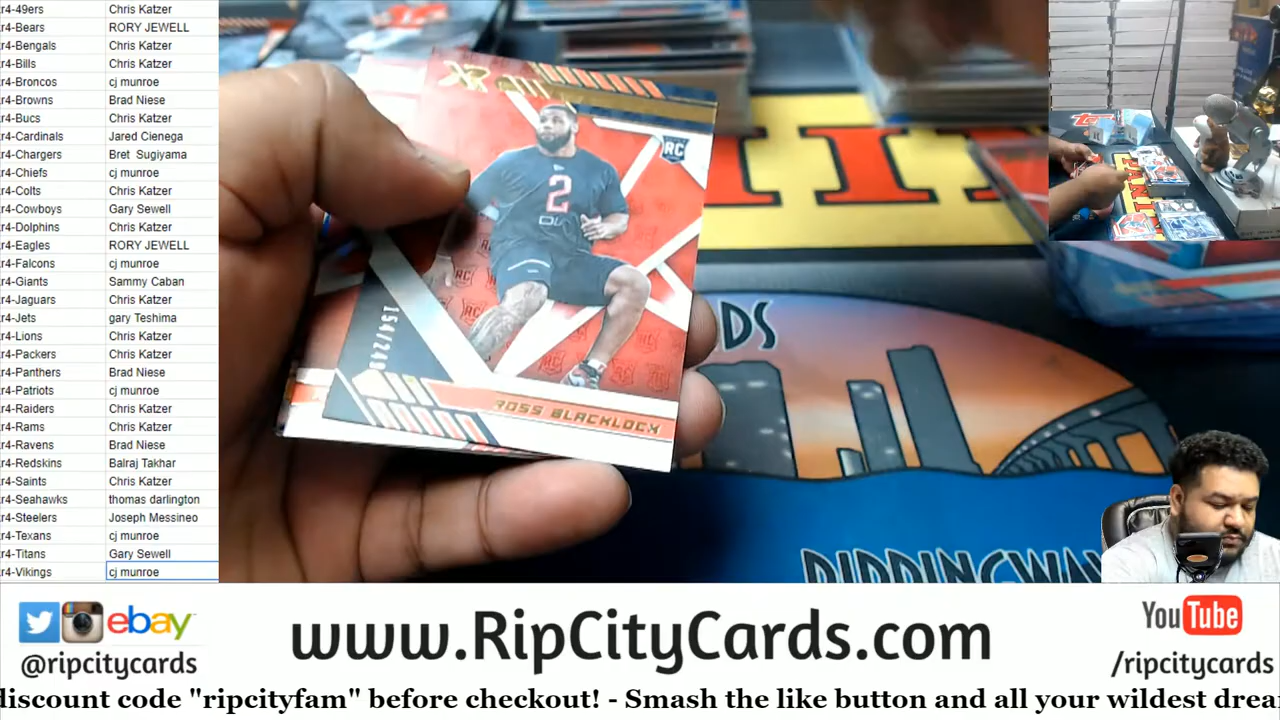 r4-49ers Chris Katzer
r4-Bears RORY JEWELL
r4-Bengals Chris Katzer
r4-Bills Chris Katzer
r4-Broncos cj munroe
r4-Browns Brad Niese
r4-Bucs Chris Katzer
r4-Cardinals Jared Cienega
r4-Chargers Bret Sugiyama
r4-Chiefs cj munroe
r4-Colts Chris Katzer
r4-Cowboys Gary Sewell
r4-Dolphins Chris Katzer
r4-Eagles RORY JEWELL
r4-Falcons cj munroe
r4-Giants Sammy Caban
r4-Jaguars Chris Katzer
r4-Jets gary Teshima
r4-Lions Chris Katzer
r4-Packers Chris Katzer
r4-Panthers Brad Niese
r4-Patriots cj munroe
r4-Raiders Chris Katzer
r4-Rams Chris Katzer
r4-Ravens Brad Niese
r4-Redskins Balraj Takhar
r4-Saints Chris Katzer
r4-Seahawks thomas darlington
r4-Steelers Joseph Messineo
r4-Texans cj munroe
r4-Titans Gary Sewell
r4-Vikings cj munroe
RC
2
DL
154/249
ROSS BLACKLOCK
DS
ebay
@ripcitycards
www.RipCityCards.com
YouTube
/ripcitycards
discount code "ripcityfam" before checkout! - Smash the like button and all your wildest drea